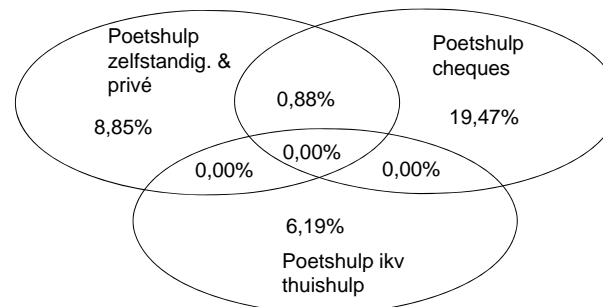 Poetshulp
zelfstandig. &
privé
8,85%
0,88%
Poetshulp
cheques
19,47%
0,00%
0,00%
0,00%
6,19%
Poetshulp ikv
thuishulp